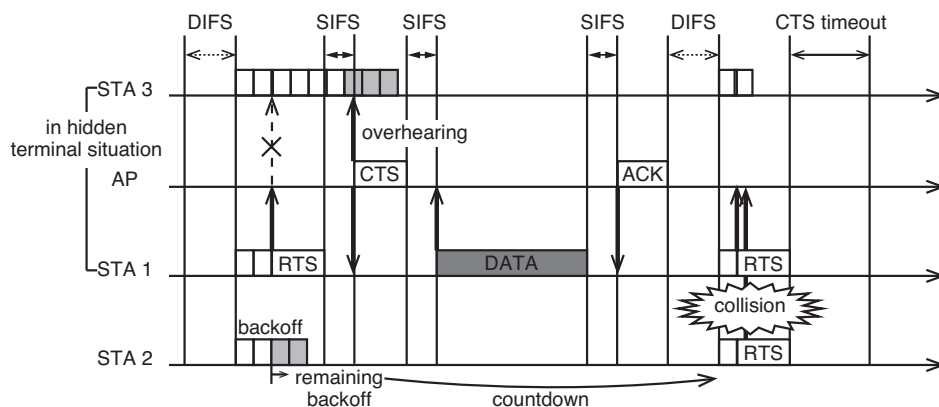 DIFS
SIFS
SIFS
SIFS
DIFS
CTS timeout
STA 3
in hidden
terminal situation
overhearing
AP
CTS
ACK
STA 1
RTS
DATA
RTS
collision
backoff
STA 2
RTS
remaining
backoff
countdown